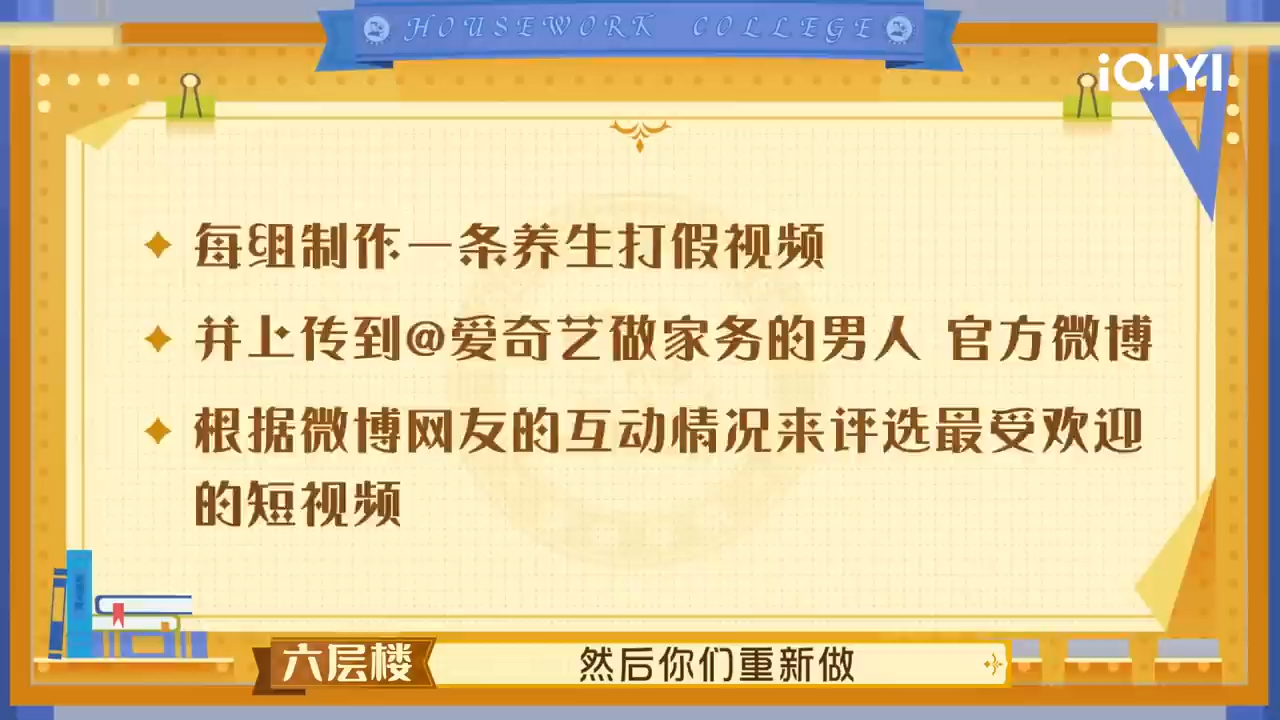 HOUSEWORK COLLEGE
iQIYI
每组制作一条养生打假视频
并上传到@爱奇艺做家务的男人 官方微博
根据微博网友的互动情况来评选最受欢迎
的短视频
六层楼 然后你们重新做